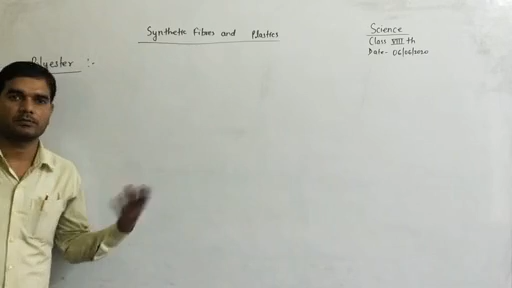 Synthetic Fibres and Plastics
Science
Class VIII th
Date- 06/06/2020
Polyester :-